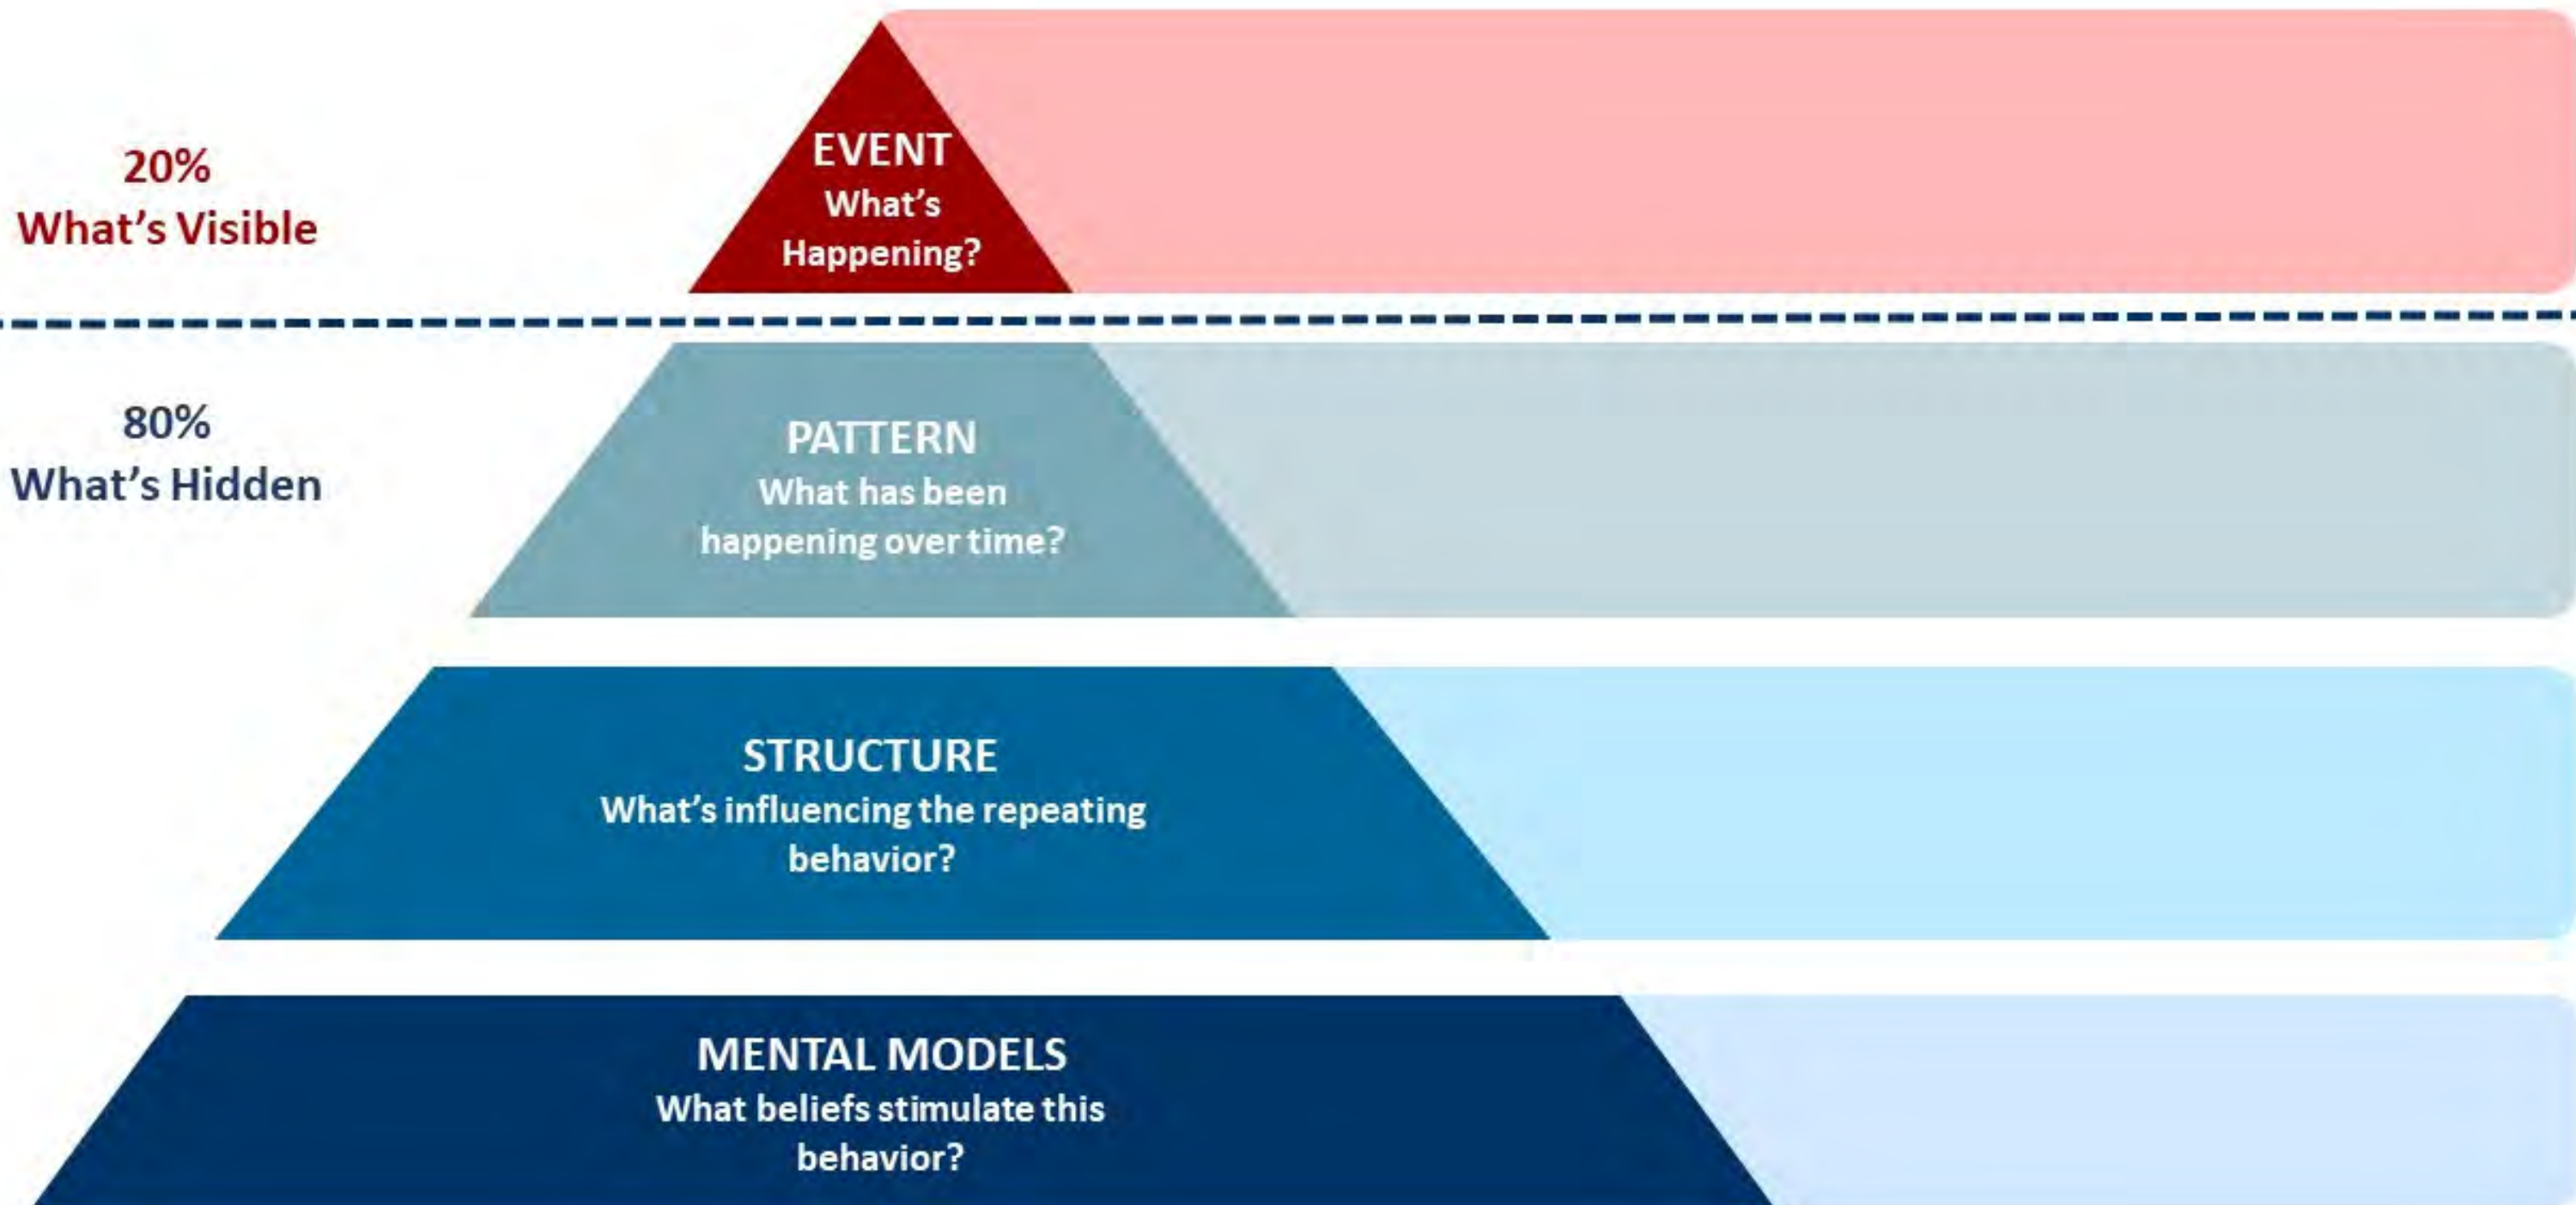 20%
What's Visible
EVENT
What's
Happening?
80%
What's Hidden
PATTERN
What has been
happening over time?
STRUCTURE
What's influencing the repeating
behavior?
MENTAL MODELS
What beliefs stimulate this
behavior?